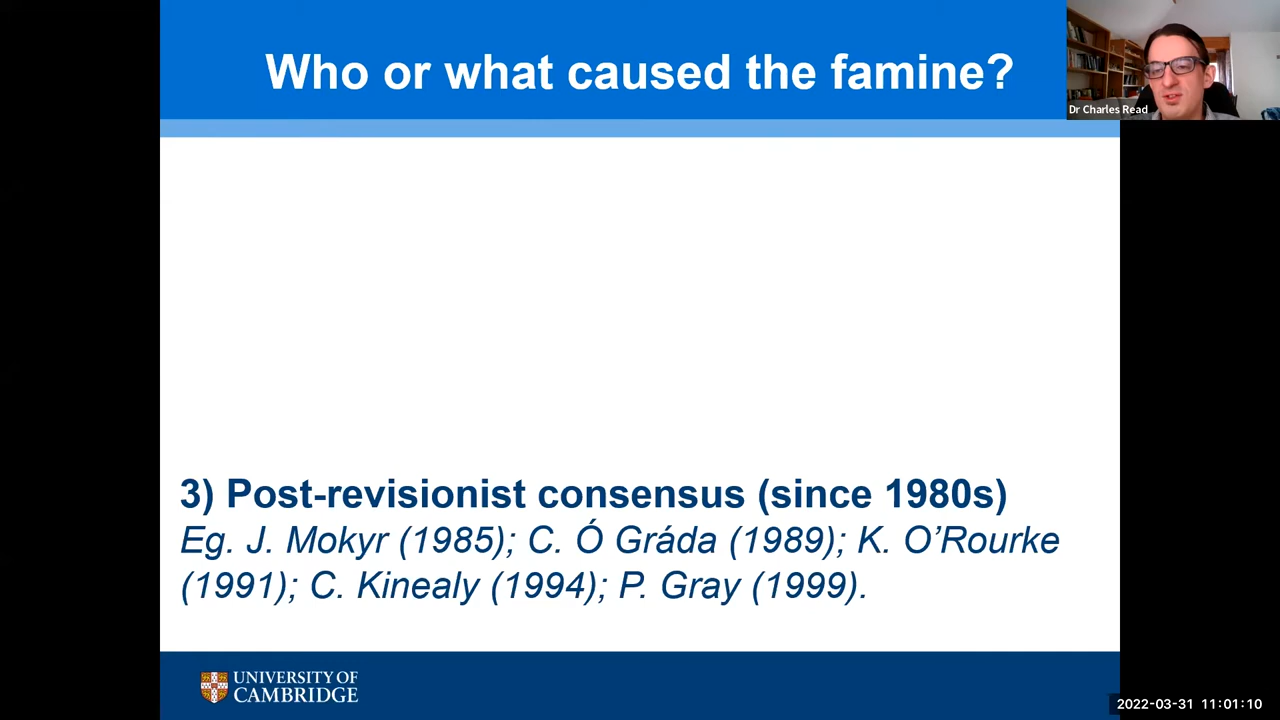 Who or what caused the famine?
Dr Charles Read
3) Post-revisionist consensus (since 1980s)
Eg. J. Mokyr (1985); C. Ó Gráda (1989); K. O’Rourke
(1991); C. Kinealy (1994); P. Gray (1999).
UNIVERSITY OF
CAMBRIDGE
2022-03-31 11:01:10